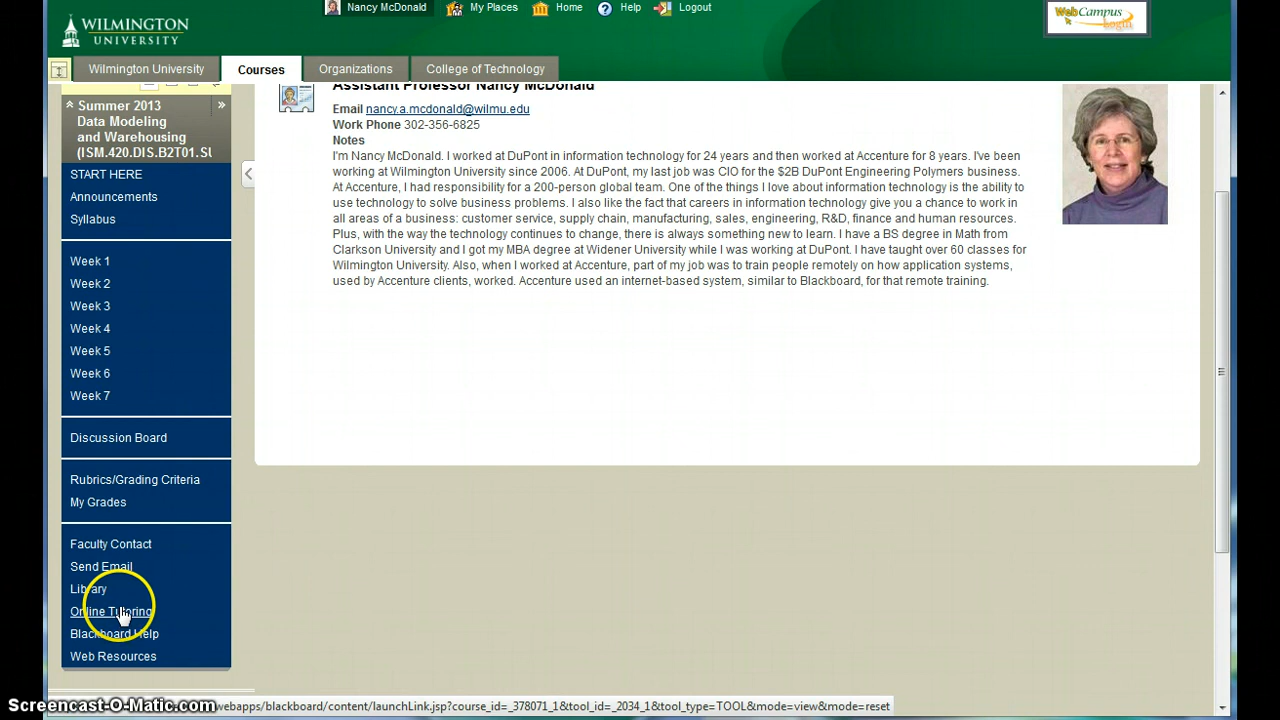 Nancy McDonald
My Places
Home
Help
Logout
WILMINGTON
UNIVERSITY
WebCampus
Login
Wilmington University
Courses
Organizations
College of Technology
Summer 2013
Data Modeling
and Warehousing
(ISM.420.DIS.B2T01.SU
START HERE
Announcements
Syllabus
Week 1
Week 2
Week 3
Week 4
Week 5
Week 6
Week 7
Discussion Board
Rubrics/Grading Criteria
My Grades
Faculty Contact
Send Email
Library
Online Tutoring
Blackboard Help
Web Resources
Assistant Professor Nancy McDonald
Email nancy.a.mcdonald@wilmu.edu
Work Phone 302-356-6825
Notes
I'm Nancy McDonald. I worked at DuPont in information technology for 24 years and then worked at Accenture for 8 years. I've been
working at Wilmington University since 2006. At DuPont, my last job was CIO for the $2B DuPont Engineering Polymers business.
At Accenture, I had responsibility for a 200-person global team. One of the things I love about information technology is the ability to
use technology to solve business problems. I also like the fact that careers in information technology give you a chance to work in
all areas of a business: customer service, supply chain, manufacturing, sales, engineering, R&D, finance and human resources.
Plus, with the way the technology continues to change, there is always something new to learn. I have a BS degree in Math from
Clarkson University and I got my MBA degree at Widener University while I was working at DuPont. I have taught over 60 classes for
Wilmington University. Also, when I worked at Accenture, part of my job was to train people remotely on how application systems,
used by Accenture clients, worked. Accenture used an internet-based system, similar to Blackboard, for that remote training.
Screencast-O-Matic.com
webapps/blackboard/content/launchLink.jsp?course_id=_378071_1&tool_id=_2034_1&tool_type=TOOL&mode=view&mode=reset